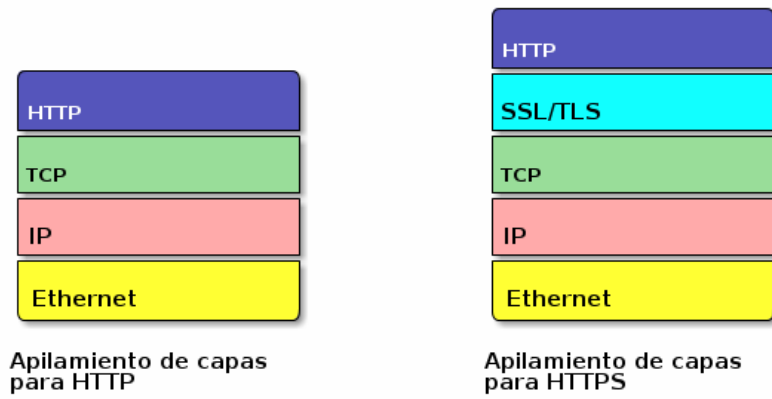 HTTP
TCP
IP
Ethernet
Apilamiento de capas
para HTTP
HTTP
SSL/TLS
TCP
IP
Ethernet
Apilamiento de capas
para HTTPS